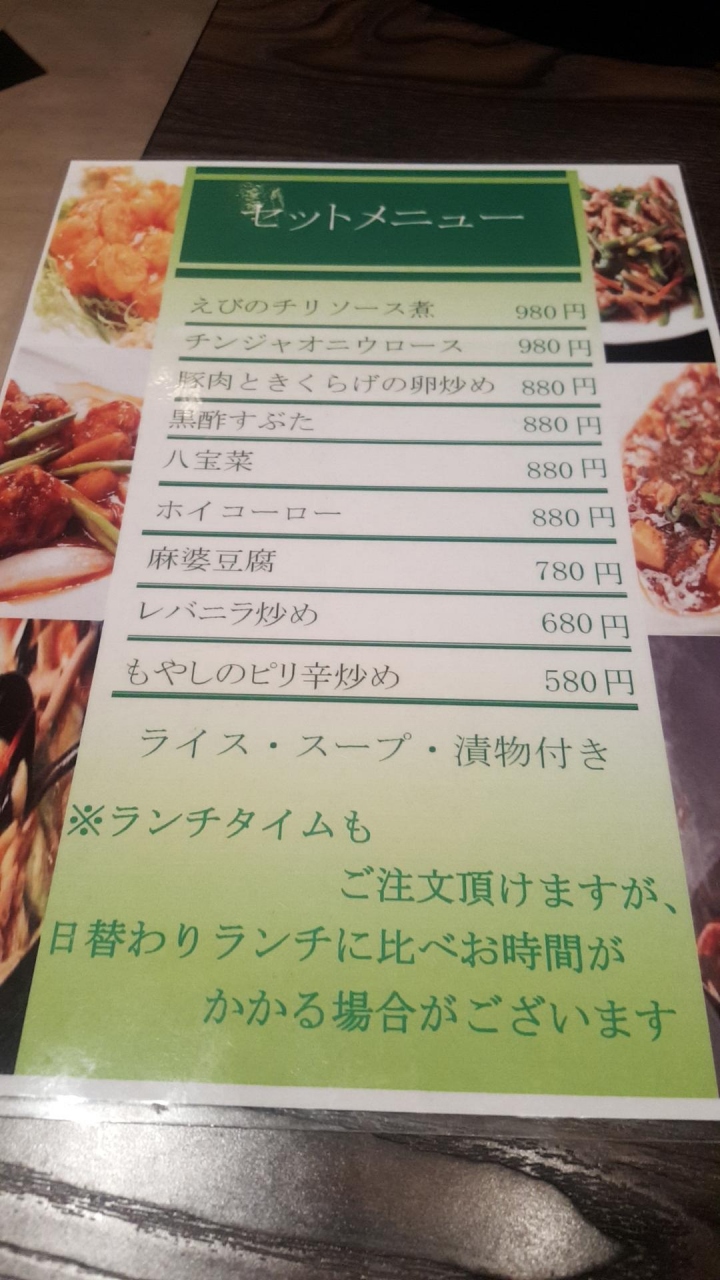 セットメニュー
えびのチリソース煮 980円
チンジャオニウロース 980円
豚肉ときくらげの卵炒め 880円
黒酢すぶた 880円
八宝菜 880円
ホイコーロー 880円
麻婆豆腐 780円
レバニラ炒め 680円
もやしのピリ辛炒め 580円
ライス・スープ・漬物付き
※ランチタイムも
ご注文頂けますが、
日替わりランチに比べお時間が
かかる場合がございます